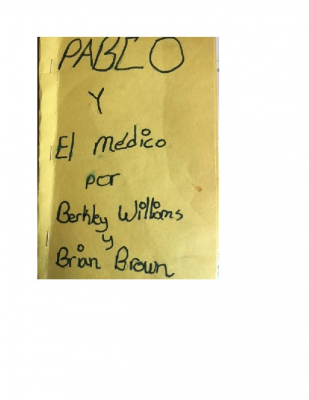 PABLO
Y
El médico
por
Berkley Williams
y
Brian Brown